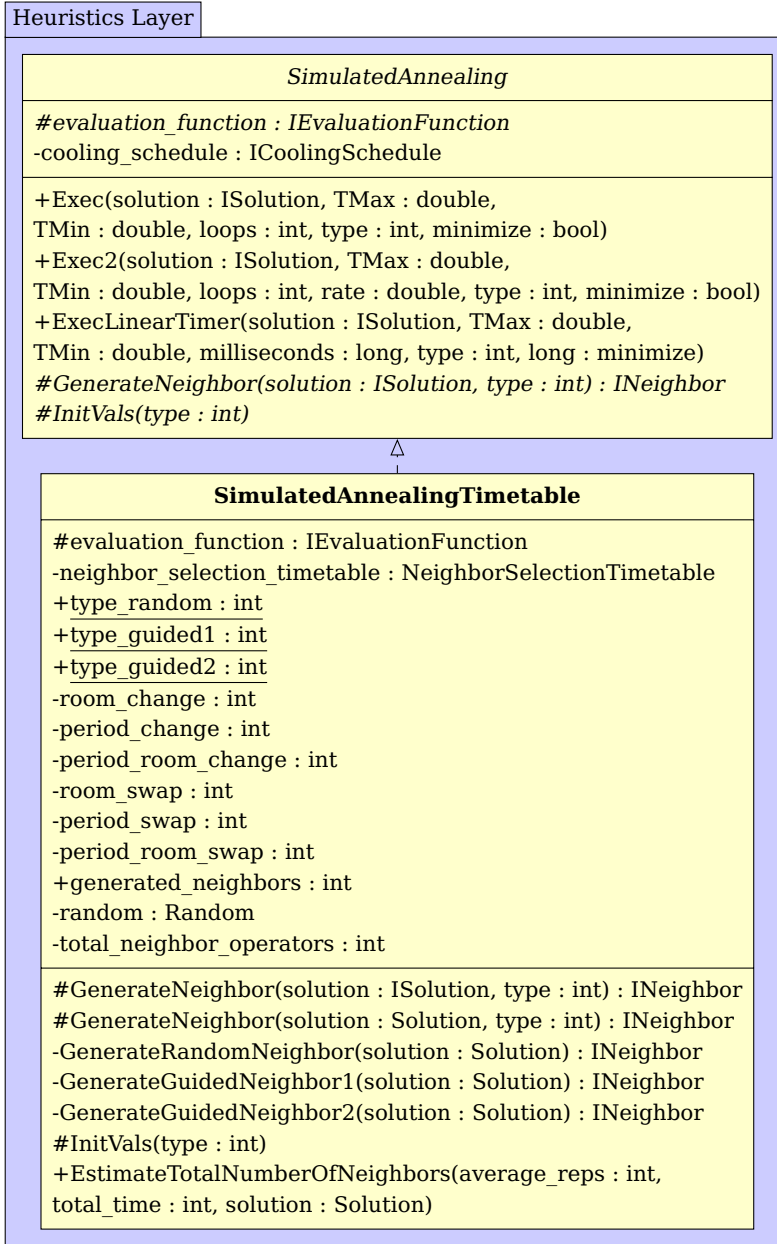 Heuristics Layer
SimulatedAnnealing
#evaluation_function : IEvaluationFunction
-cooling_schedule : ICoolingSchedule
+Exec(solution : ISolution, TMax : double,
TMin : double, loops : int, type : int, minimize : bool)
+Exec2(solution : ISolution, TMax : double,
TMin : double, loops : int, rate : double, type : int, minimize : bool)
+ExecLinearTimer(solution : ISolution, TMax : double,
TMin : double, milliseconds : long, type : int, long : minimize)
#GenerateNeighbor(solution : ISolution, type : int) : INeighbor
#InitVals(type : int)
SimulatedAnnealingTimetable
#evaluation_function : IEvaluationFunction
-neighbor_selection_timetable : NeighborSelectionTimetable
+type_random : int
+type_guided1 : int
+type_guided2 : int
-room_change : int
-period_change : int
-period_room_change : int
-room_swap : int
-period_swap : int
-period_room_swap : int
+generated_neighbors : int
-random : Random
-total_neighbor_operators : int
#GenerateNeighbor(solution : ISolution, type : int) : INeighbor
#GenerateNeighbor(solution : Solution, type : int) : INeighbor
-GenerateRandomNeighbor(solution : Solution) : INeighbor
-GenerateGuidedNeighbor1(solution : Solution) : INeighbor
-GenerateGuidedNeighbor2(solution : Solution) : INeighbor
#InitVals(type : int)
+EstimateTotalNumberOfNeighbors(average_reps : int,
total_time : int, solution : Solution)